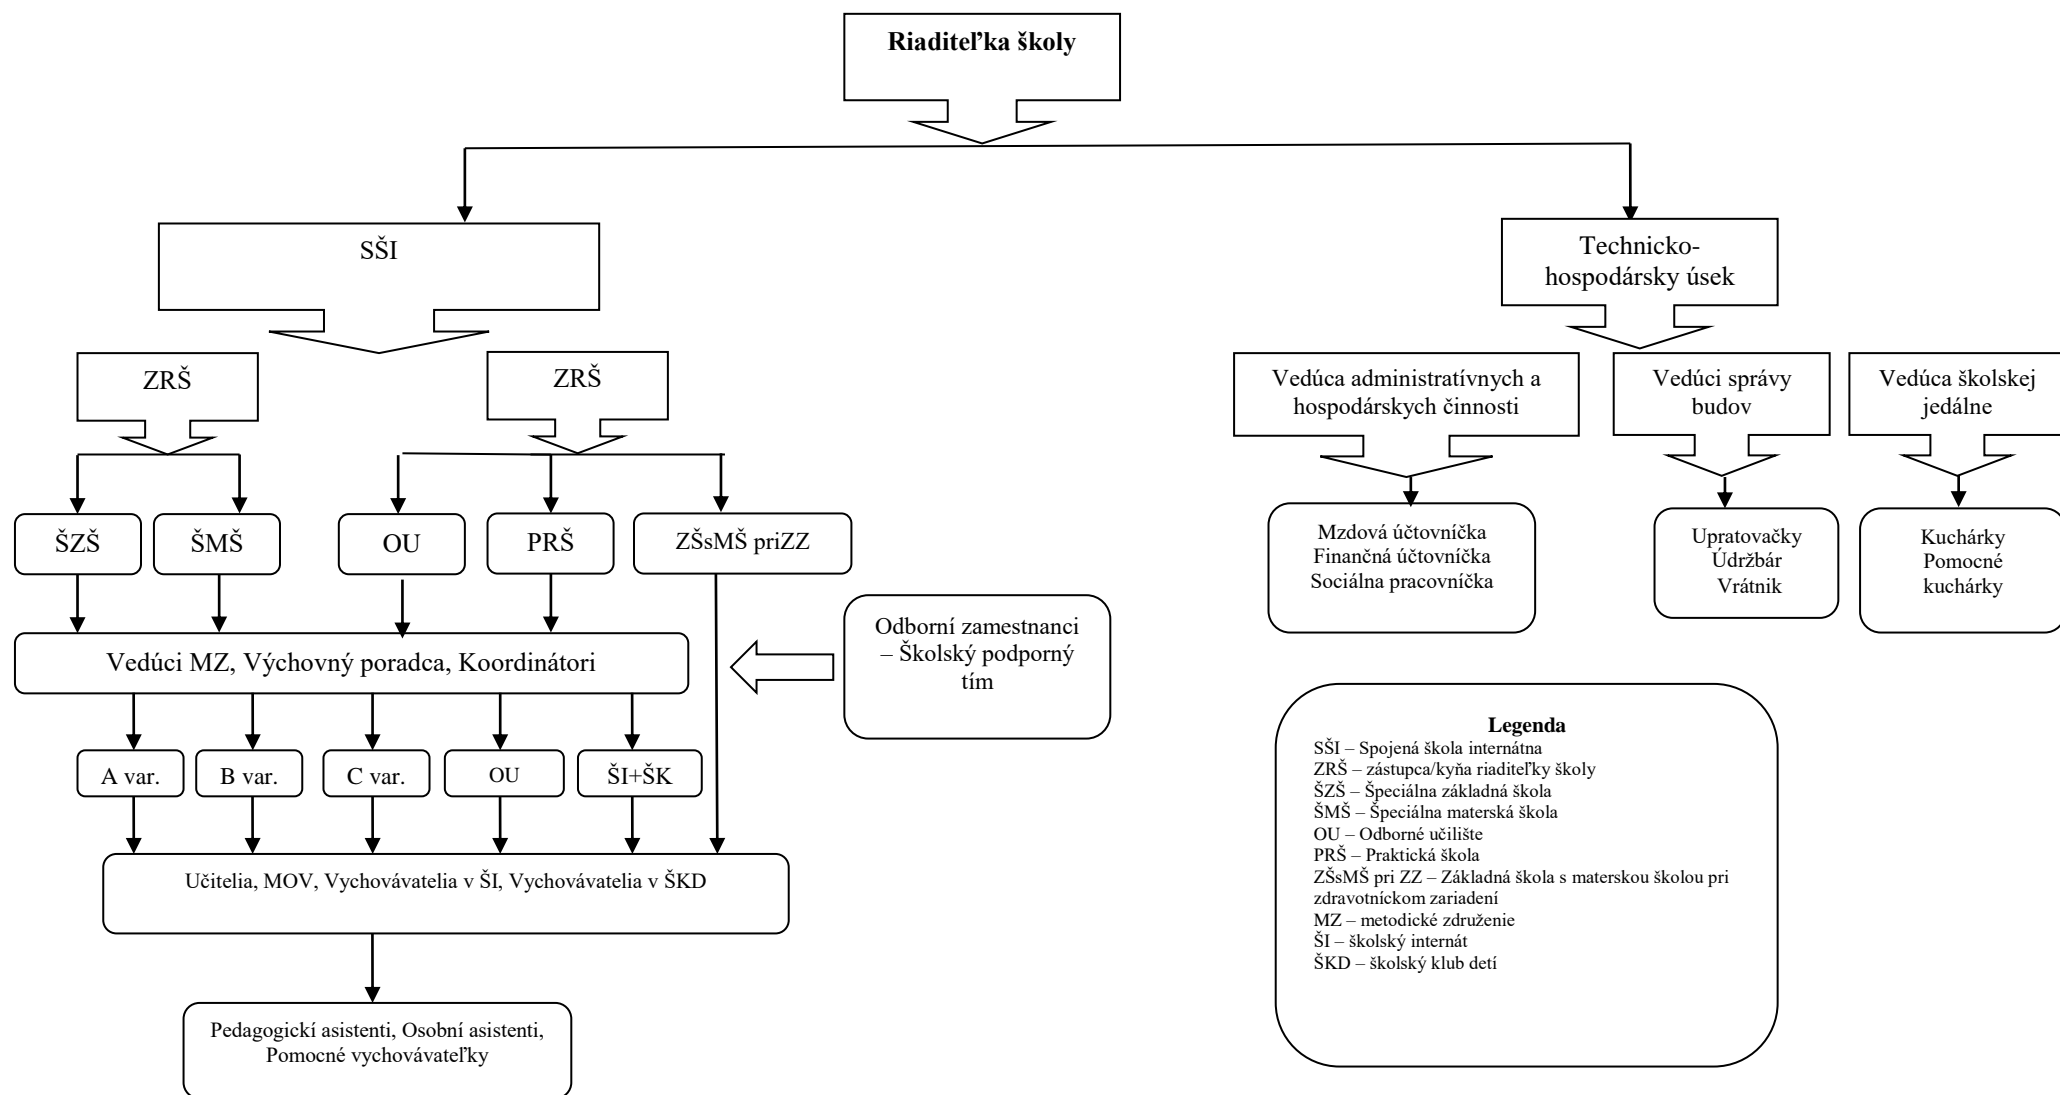 Riaditeľka školy
SŠI
Technicko-
hospodársky úsek
ZRŠ
ZRŠ
Vedúca administratívnych a
hospodárskych činnosti
Vedúci správy
budov
Vedúca školskej
jedálne
ŠZŠ
ŠMŠ
OU
PRŠ
ZŠsMŠ priZZ
Mzdová účtovníčka
Finančná účtovníčka
Sociálna pracovníčka
Upratovačky
Údržbár
Vrátnik
Kuchárky
Pomocné
kuchárky
Vedúci MZ, Výchovný poradca, Koordinátori
Odborní zamestnanci
– Školský podporný
tím
A var.
B var.
C var.
OU
ŠI+ŠK
Učitelia, MOV, Vychovávatelia v ŠI, Vychovávatelia v ŠKD
Pedagogickí asistenti, Osobní asistenti,
Pomocné vychovávateľky
Legenda
SŠI – Spojená škola internátna
ZRŠ – zástupca/kyňa riaditeľky školy
ŠZŠ – Špeciálna základná škola
ŠMŠ – Špeciálna materská škola
OU – Odborné učilište
PRŠ – Praktická škola
ZŠsMŠ pri ZZ – Základná škola s materskou školou pri
zdravotníckom zariadení
MZ – metodické združenie
ŠI – školský internát
ŠKD – školský klub detí